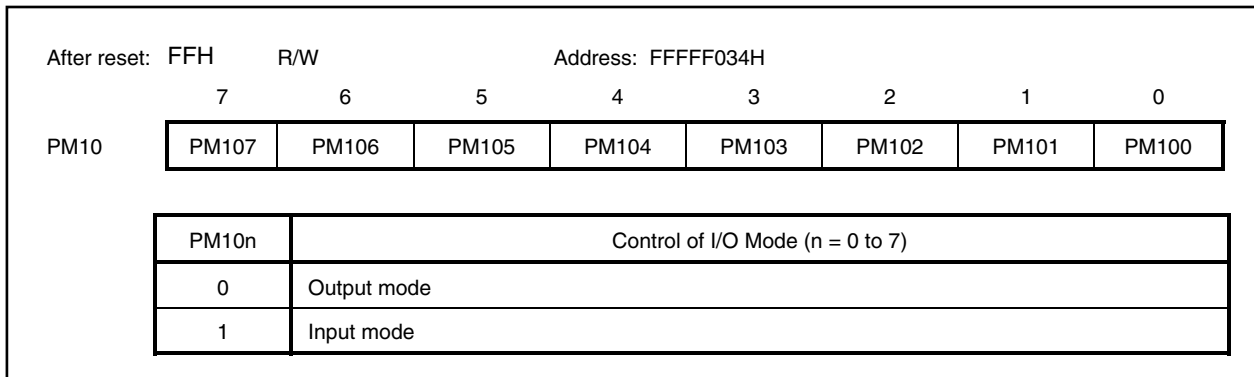 After reset: FFH R/W Address: FFFFF034H
7 6 5 4 3 2 1 0
PM10 PM107 PM106 PM105 PM104 PM103 PM102 PM101 PM100
PM10n Control of I/O Mode (n = 0 to 7)
0 Output mode
1 Input mode